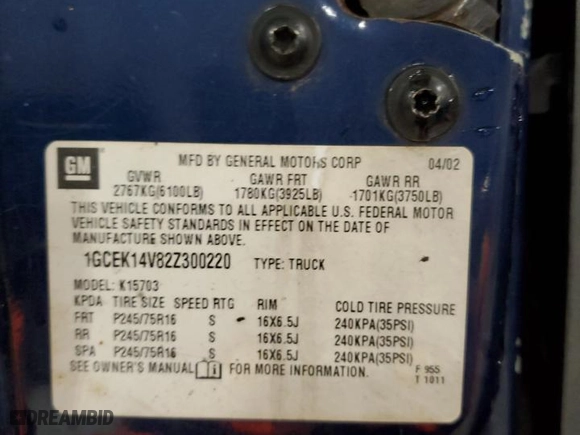 GM
MFD BY GENERAL MOTORS CORP 04/02
GVWR GAWR FRT GAWR RR
2767KG(6100LB) 1780KG(3925LB) 1701KG(3750LB)
THIS VEHICLE CONFORMS TO ALL APPLICABLE U.S. FEDERAL MOTOR
VEHICLE SAFETY STANDARDS IN EFFECT ON THE DATE OF
MANUFACTURE SHOWN ABOVE.
1GCEK14V82Z300220 TYPE: TRUCK
MODEL: K15703
KPDA TIRE SIZE SPEED RTG RIM COLD TIRE PRESSURE
FRT P245/75R16 S 16X6.5J 240KPA(35PSI)
RR P245/75R16 S 16X6.5J 240KPA(35PSI)
SPA P245/75R16 S 16X6.5J 240KPA(35PSI)
SEE OWNER'S MANUAL FOR MORE INFORMATION.
F 955
T 1011
DREAMBID